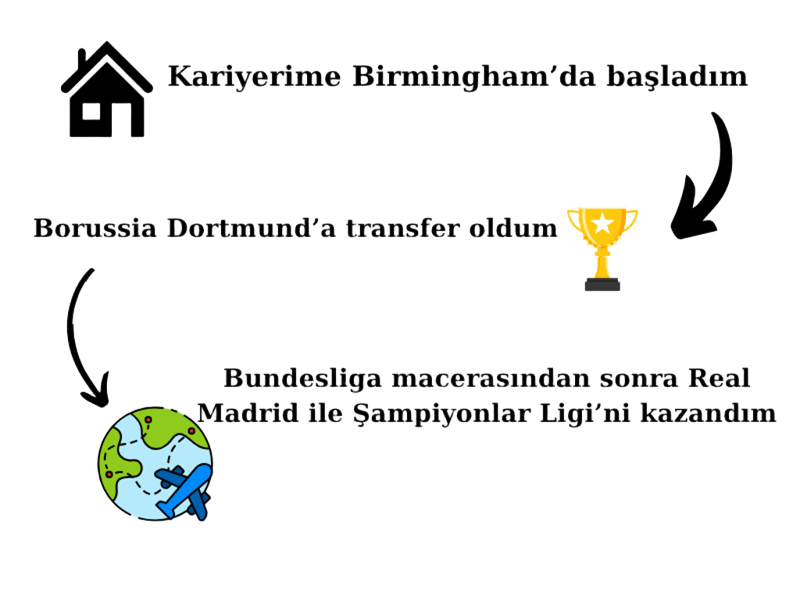 Kariyerime Birmingham’da başladım
Borussia Dortmund’a transfer oldum
Bundesliga macerasından sonra Real
Madrid ile Şampiyonlar Ligi’ni kazandım